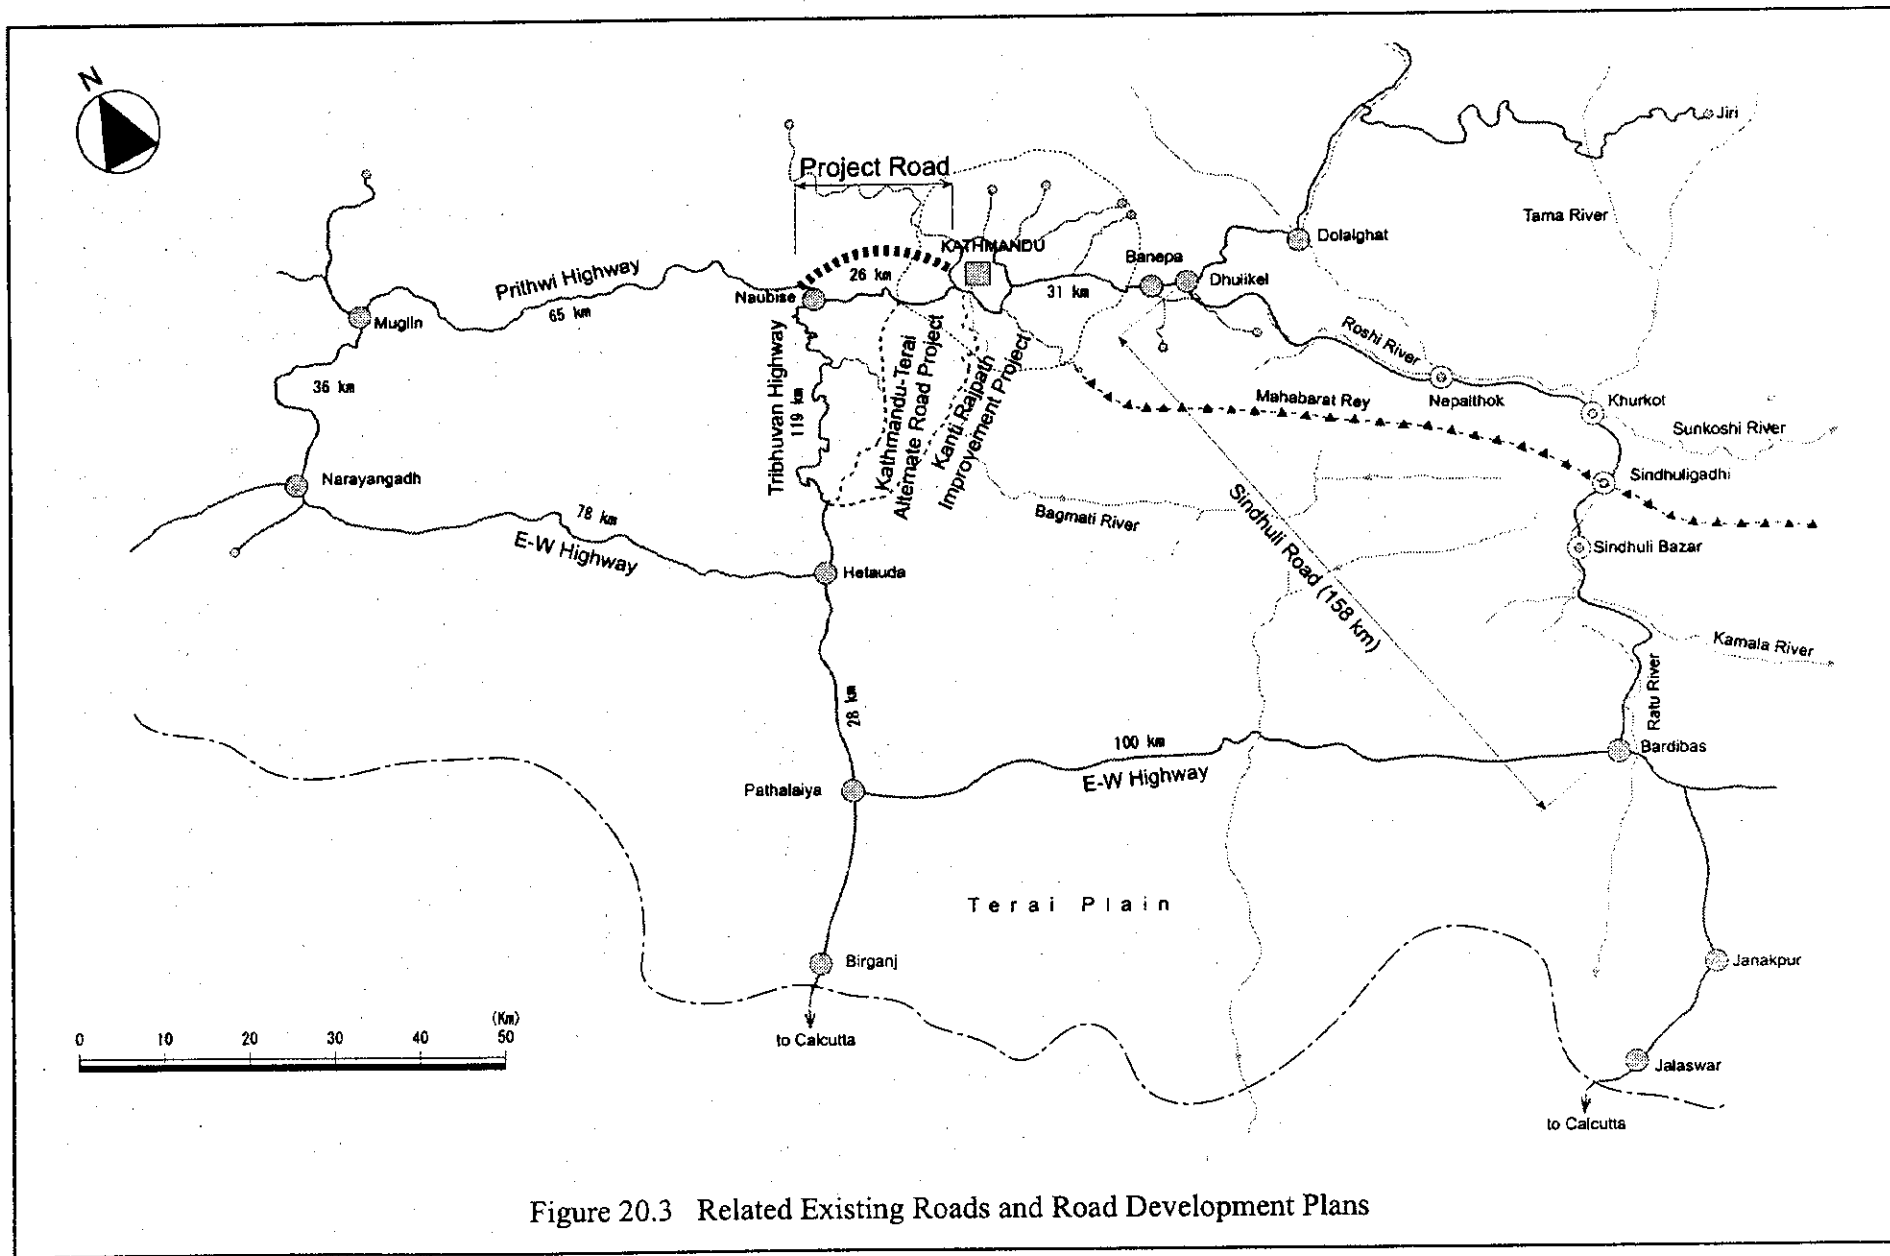 N
Jiri
Project Road
Tama River
Dolalghat
KATHMANDU
Banepa
Dhulikel
Prithwi Highway
26 km
31 km
Naubise
65 km
Muglin
Roshi River
36 km
Tribhuvan Highway
119 km
Kathmandu-Terai
Alternate Road Project
Kanti Rajpath
Improvement Project
Mahabarat Rey
Nepalthok
Khurkot
Sunkoshi River
Narayangadh
Sindhuligadhi
78 km
E-W Highway
Bagmati River
Sindhuli Road (158 km)
Sindhuli Bazar
Hetauda
Kamala River
28 km
Ratu River
100 km
E-W Highway
Bardibas
Pathalaiya
Terai Plain
Birganj
Janakpur
(Km)
0 10 20 30 40 50
to Calcutta
Jalaswar
to Calcutta
Figure 20.3 Related Existing Roads and Road Development Plans